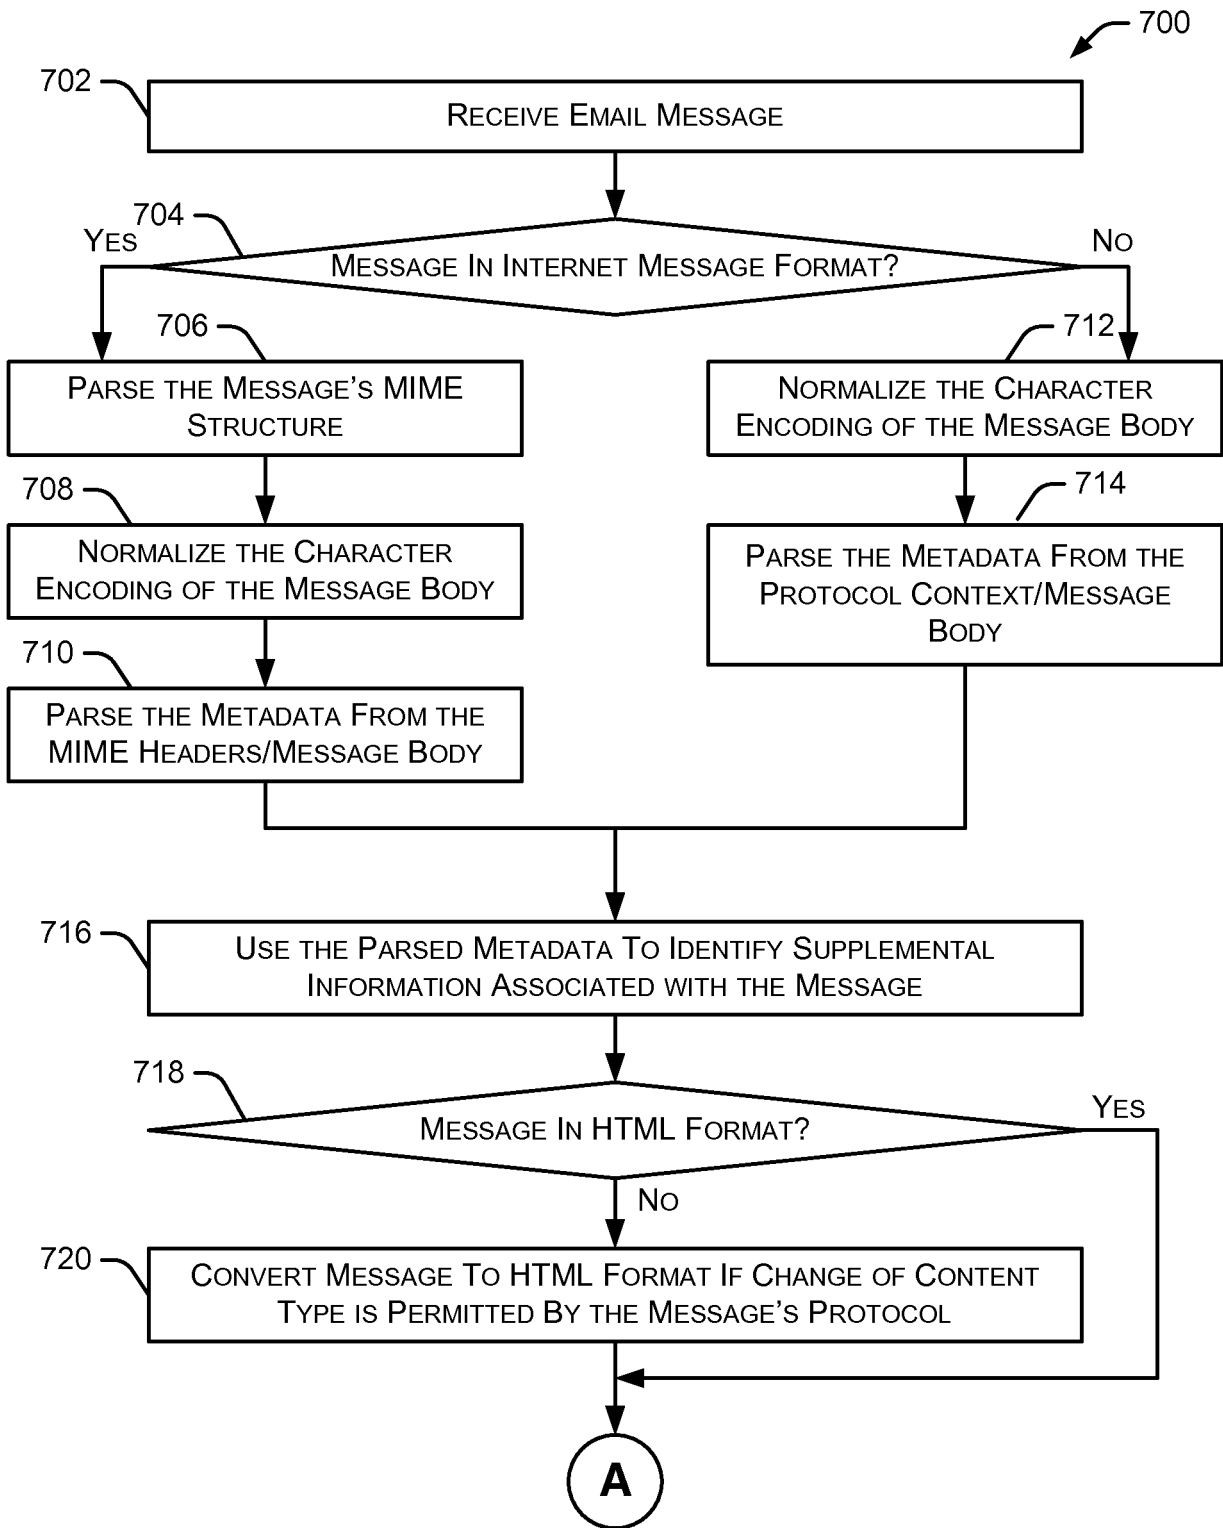 700
702
RECEIVE EMAIL MESSAGE
704
YES
NO
MESSAGE IN INTERNET MESSAGE FORMAT?
706
712
PARSE THE MESSAGE'S MIME
STRUCTURE
NORMALIZE THE CHARACTER
ENCODING OF THE MESSAGE BODY
708
714
NORMALIZE THE CHARACTER
ENCODING OF THE MESSAGE BODY
PARSE THE METADATA FROM THE
PROTOCOL CONTEXT/MESSAGE
BODY
710
PARSE THE METADATA FROM THE
MIME HEADERS/MESSAGE BODY
716
USE THE PARSED METADATA TO IDENTIFY SUPPLEMENTAL
INFORMATION ASSOCIATED WITH THE MESSAGE
718
MESSAGE IN HTML FORMAT?
YES
NO
720
CONVERT MESSAGE TO HTML FORMAT IF CHANGE OF CONTENT
TYPE IS PERMITTED BY THE MESSAGE'S PROTOCOL
A